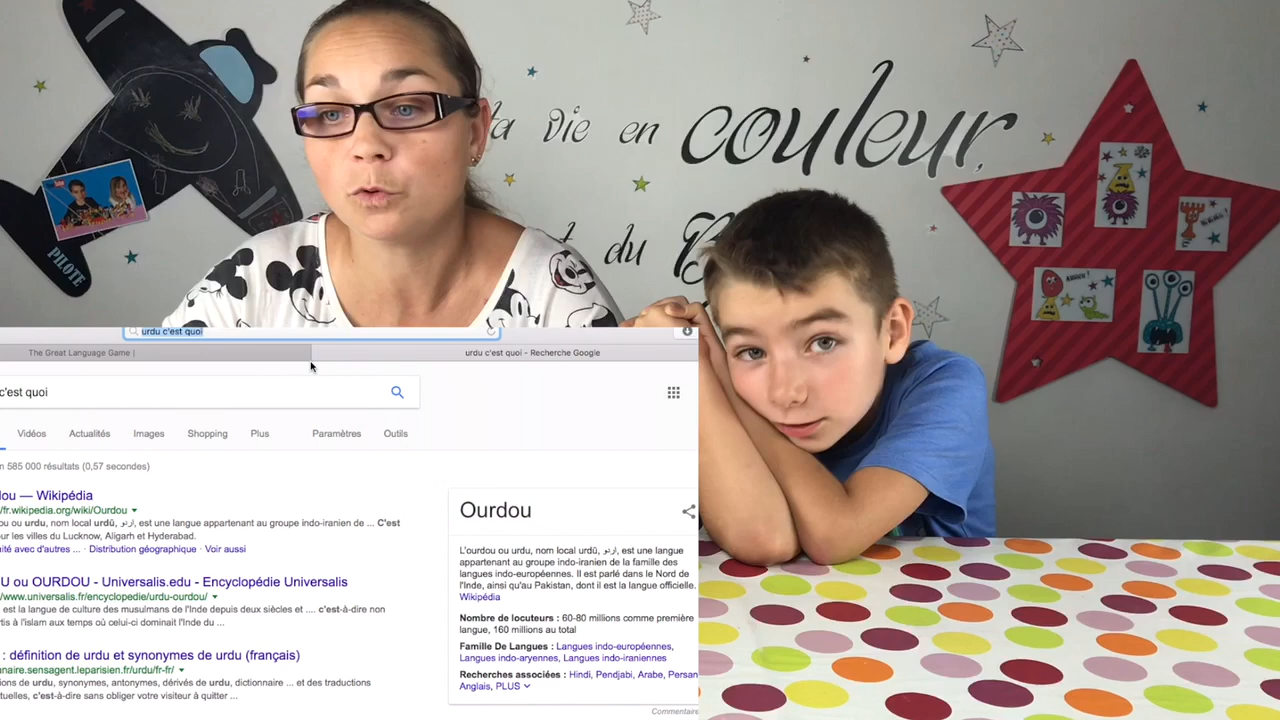 ta vie en couleur,
du
PILOTE
urdu c'est quoi
The Great Language Game |
urdu c'est quoi - Recherche Google
c'est quoi
Vidéos Actualités Images Shopping Plus Paramètres Outils
n 585 000 résultats (0,57 secondes)
dou — Wikipédia
/fr.wikipedia.org/wiki/Ourdou
ou ou urdu, nom local urdū, اردو, est une langue appartenant au groupe indo-iranien de ... C'est
our les villes du Lucknow, Aligarh et Hyderabad.
ité avec d'autres ... · Distribution géographique · Voir aussi
U ou OURDOU - Universalis.edu - Encyclopédie Universalis
/www.universalis.fr/encyclopedie/urdu-ourdou/
est la langue de culture des musulmans de l'Inde depuis deux siècles et .... c'est-à-dire non
rtis à l'islam aux temps où celui-ci dominait l'Inde du ...
: définition de urdu et synonymes de urdu (français)
nnaire.sensagent.leparisien.fr/urdu/fr-fr/
ions de urdu, synonymes, antonymes, dérivés de urdu, dictionnaire ... et des traductions
tuelles, c'est-à-dire sans obliger votre visiteur à quitter ...
Ourdou
L'ourdou ou urdu, nom local urdū, اردو, est une langue
appartenant au groupe indo-iranien de la famille des
langues indo-européennes. Il est parlé dans le Nord de
l'Inde, ainsi qu'au Pakistan, dont il est la langue officielle.
Wikipédia
Nombre de locuteurs : 60-80 millions comme première
langue, 160 millions au total
Famille De Langues : Langues indo-européennes,
Langues indo-aryennes, Langues indo-iraniennes
Recherches associées : Hindi, Pendjabi, Arabe, Persan
Anglais, PLUS
Commentaire